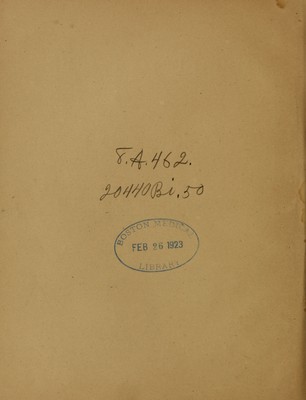 8.A.462.
20440Bi.50
BOSTON MEDICAL
FEB 26 1923
LIBRARY